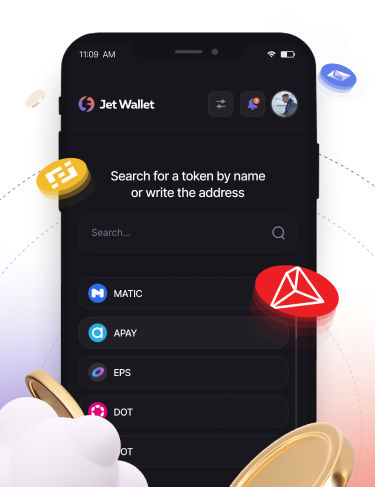 11:09 AM
Jet Wallet
Search for a token by name
or write the address
Search...
MATIC
APAY
EPS
DOT
OT